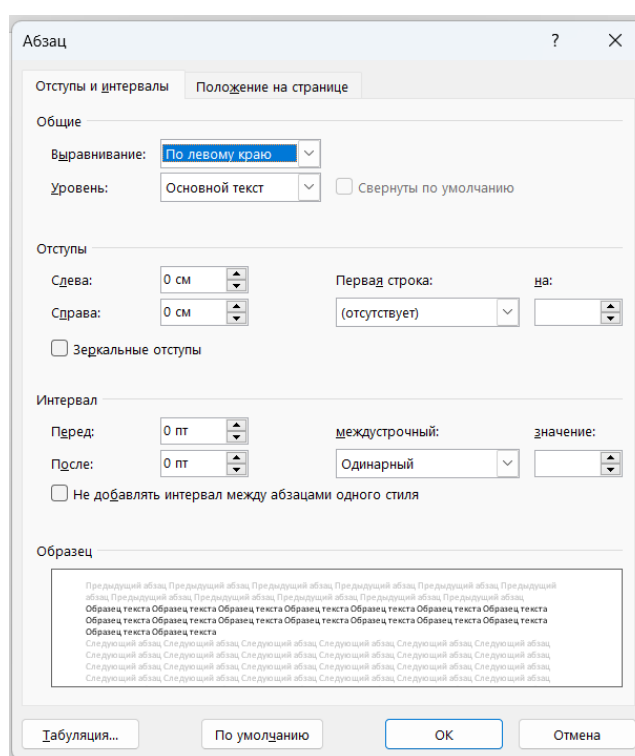 Абзац ? ×
Отступы и интервалы Положение на странице
Общие
Выравнивание: По левому краю
Уровень: Основной текст Свернуты по умолчанию
Отступы
Слева: 0 см Первая строка: на:
Справа: 0 см (отсутствует)
Зеркальные отступы
Интервал
Перед: 0 пт междустрочный: значение:
После: 0 пт Одинарный
Не добавлять интервал между абзацами одного стиля
Образец
Предыдущий абзац Предыдущий абзац Предыдущий абзац Предыдущий абзац Предыдущий абзац Предыдущий
абзац Предыдущий абзац Предыдущий абзац Предыдущий абзац Предыдущий абзац
Образец текста Образец текста Образец текста Образец текста Образец текста Образец текста Образец текста
Образец текста Образец текста Образец текста Образец текста Образец текста Образец текста Образец текста
Образец текста Образец текста
Следующий абзац Следующий абзац Следующий абзац Следующий абзац Следующий абзац Следующий абзац
Следующий абзац Следующий абзац Следующий абзац Следующий абзац Следующий абзац Следующий абзац
Следующий абзац Следующий абзац Следующий абзац Следующий абзац Следующий абзац Следующий абзац
Следующий абзац Следующий абзац Следующий абзац Следующий абзац Следующий абзац Следующий абзац
Табуляция... По умолчанию ОК Отмена